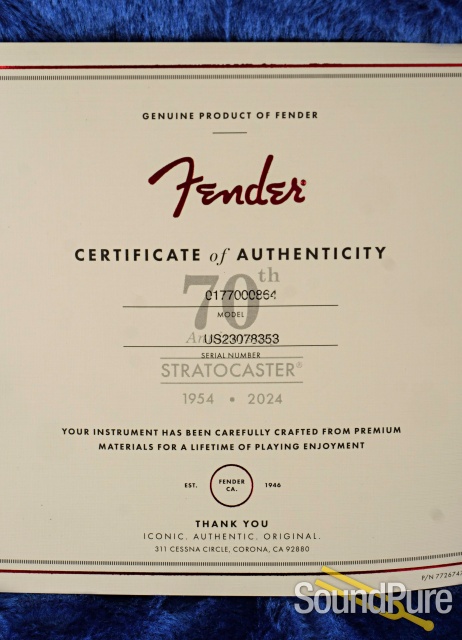 GENUINE PRODUCT OF FENDER
Fender®
CERTIFICATE of AUTHENTICITY
70th
0177000864
MODEL
US23078353
SERIAL NUMBER
STRATOCASTER®
1954 • 2024
YOUR INSTRUMENT HAS BEEN CAREFULLY CRAFTED FROM PREMIUM
MATERIALS FOR A LIFETIME OF PLAYING ENJOYMENT
EST. FENDER CA. 1946
THANK YOU
ICONIC. AUTHENTIC. ORIGINAL.
311 CESSNA CIRCLE, CORONA, CA 92880
P/N 772674
SoundPure